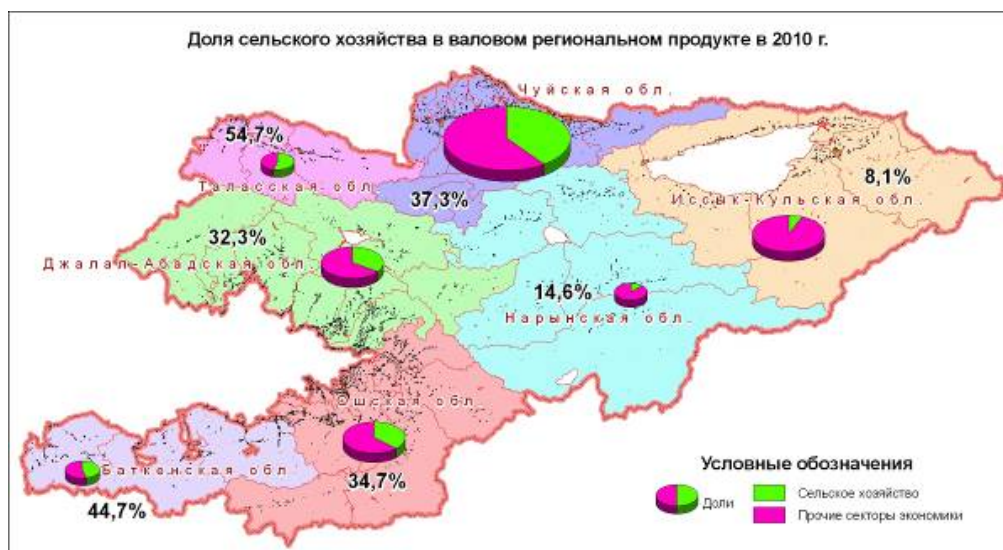 Доля сельского хозяйства в валовом региональном продукте в 2010 г.
Чуйская обл.
54,7%
8,1%
Таласская обл.
37,3%
Иссык-Кульская обл.
32,3%
Джалал-Абадская обл.
14,6%
Нарынская обл.
Ошская обл.
Баткенская обл.
34,7%
44,7%
Условные обозначения
Доли
Сельское хозяйство
Прочие секторы экономики